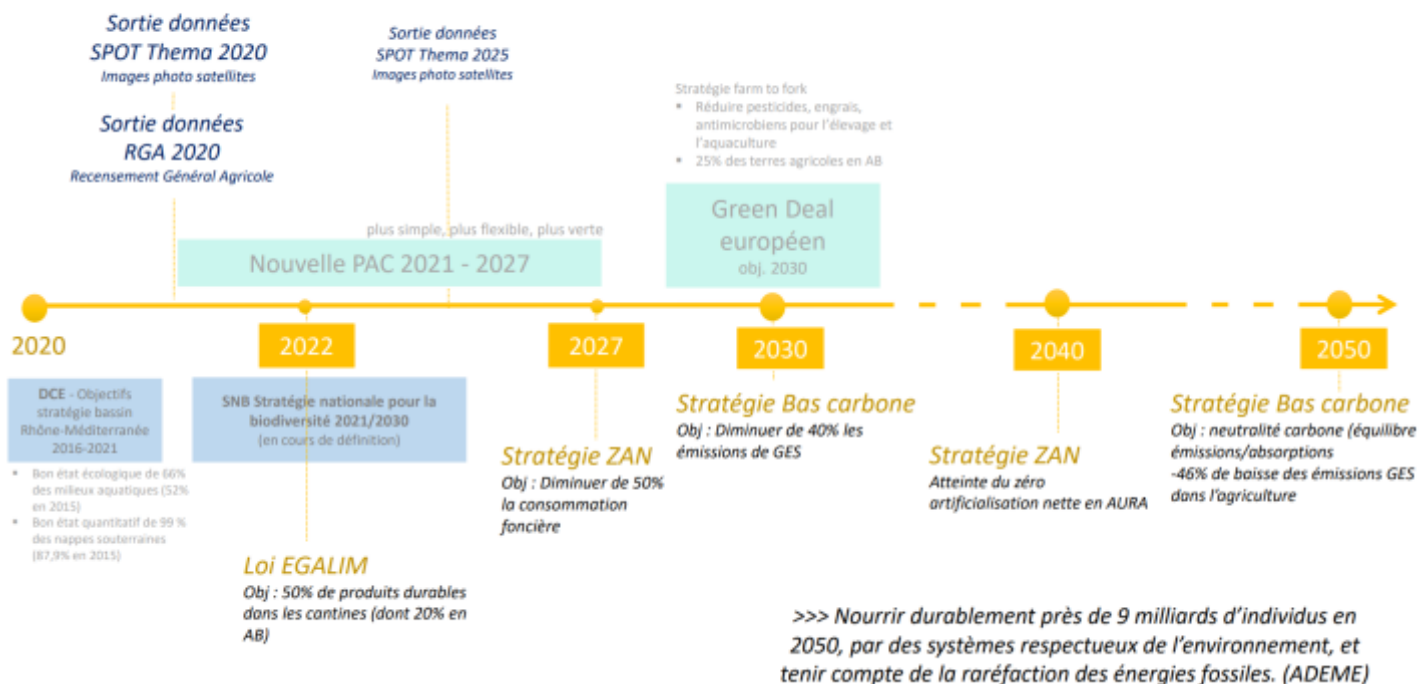 Sortie données
SPOT Thema 2020
Images photo satellites
Sortie données
RGA 2020
Recensement Général Agricole
Sortie données
SPOT Thema 2025
Images photo satellites
Stratégie farm to fork
▪ Réduire pesticides, engrais,
antimicrobiens pour l'élevage et
l'aquaculture
▪ 25% des terres agricoles en AB
plus simple, plus flexible, plus verte
Nouvelle PAC 2021 - 2027
Green Deal
européen
obj. 2030
2020
2022
2027
2030
2040
2050
DCE - Objectifs
stratégie bassin
Rhône-Méditerranée
2016-2021
▪ Bon état écologique de 66%
des milieux aquatiques (52%
en 2015)
▪ Bon état quantitatif de 99 %
des nappes souterraines
(87,9% en 2015)
SNB Stratégie nationale pour la
biodiversité 2021/2030
(en cours de définition)
Loi EGALIM
Obj : 50% de produits durables
dans les cantines (dont 20% en
AB)
Stratégie ZAN
Obj : Diminuer de 50%
la consommation
foncière
Stratégie Bas carbone
Obj : Diminuer de 40% les
émissions de GES
Stratégie ZAN
Atteinte du zéro
artificialisation nette en AURA
Stratégie Bas carbone
Obj : neutralité carbone (équilibre
émissions/absorptions
-46% de baisse des émissions GES
dans l'agriculture
>>> Nourrir durablement près de 9 milliards d'individus en
2050, par des systèmes respectueux de l'environnement, et
tenir compte de la raréfaction des énergies fossiles. (ADEME)